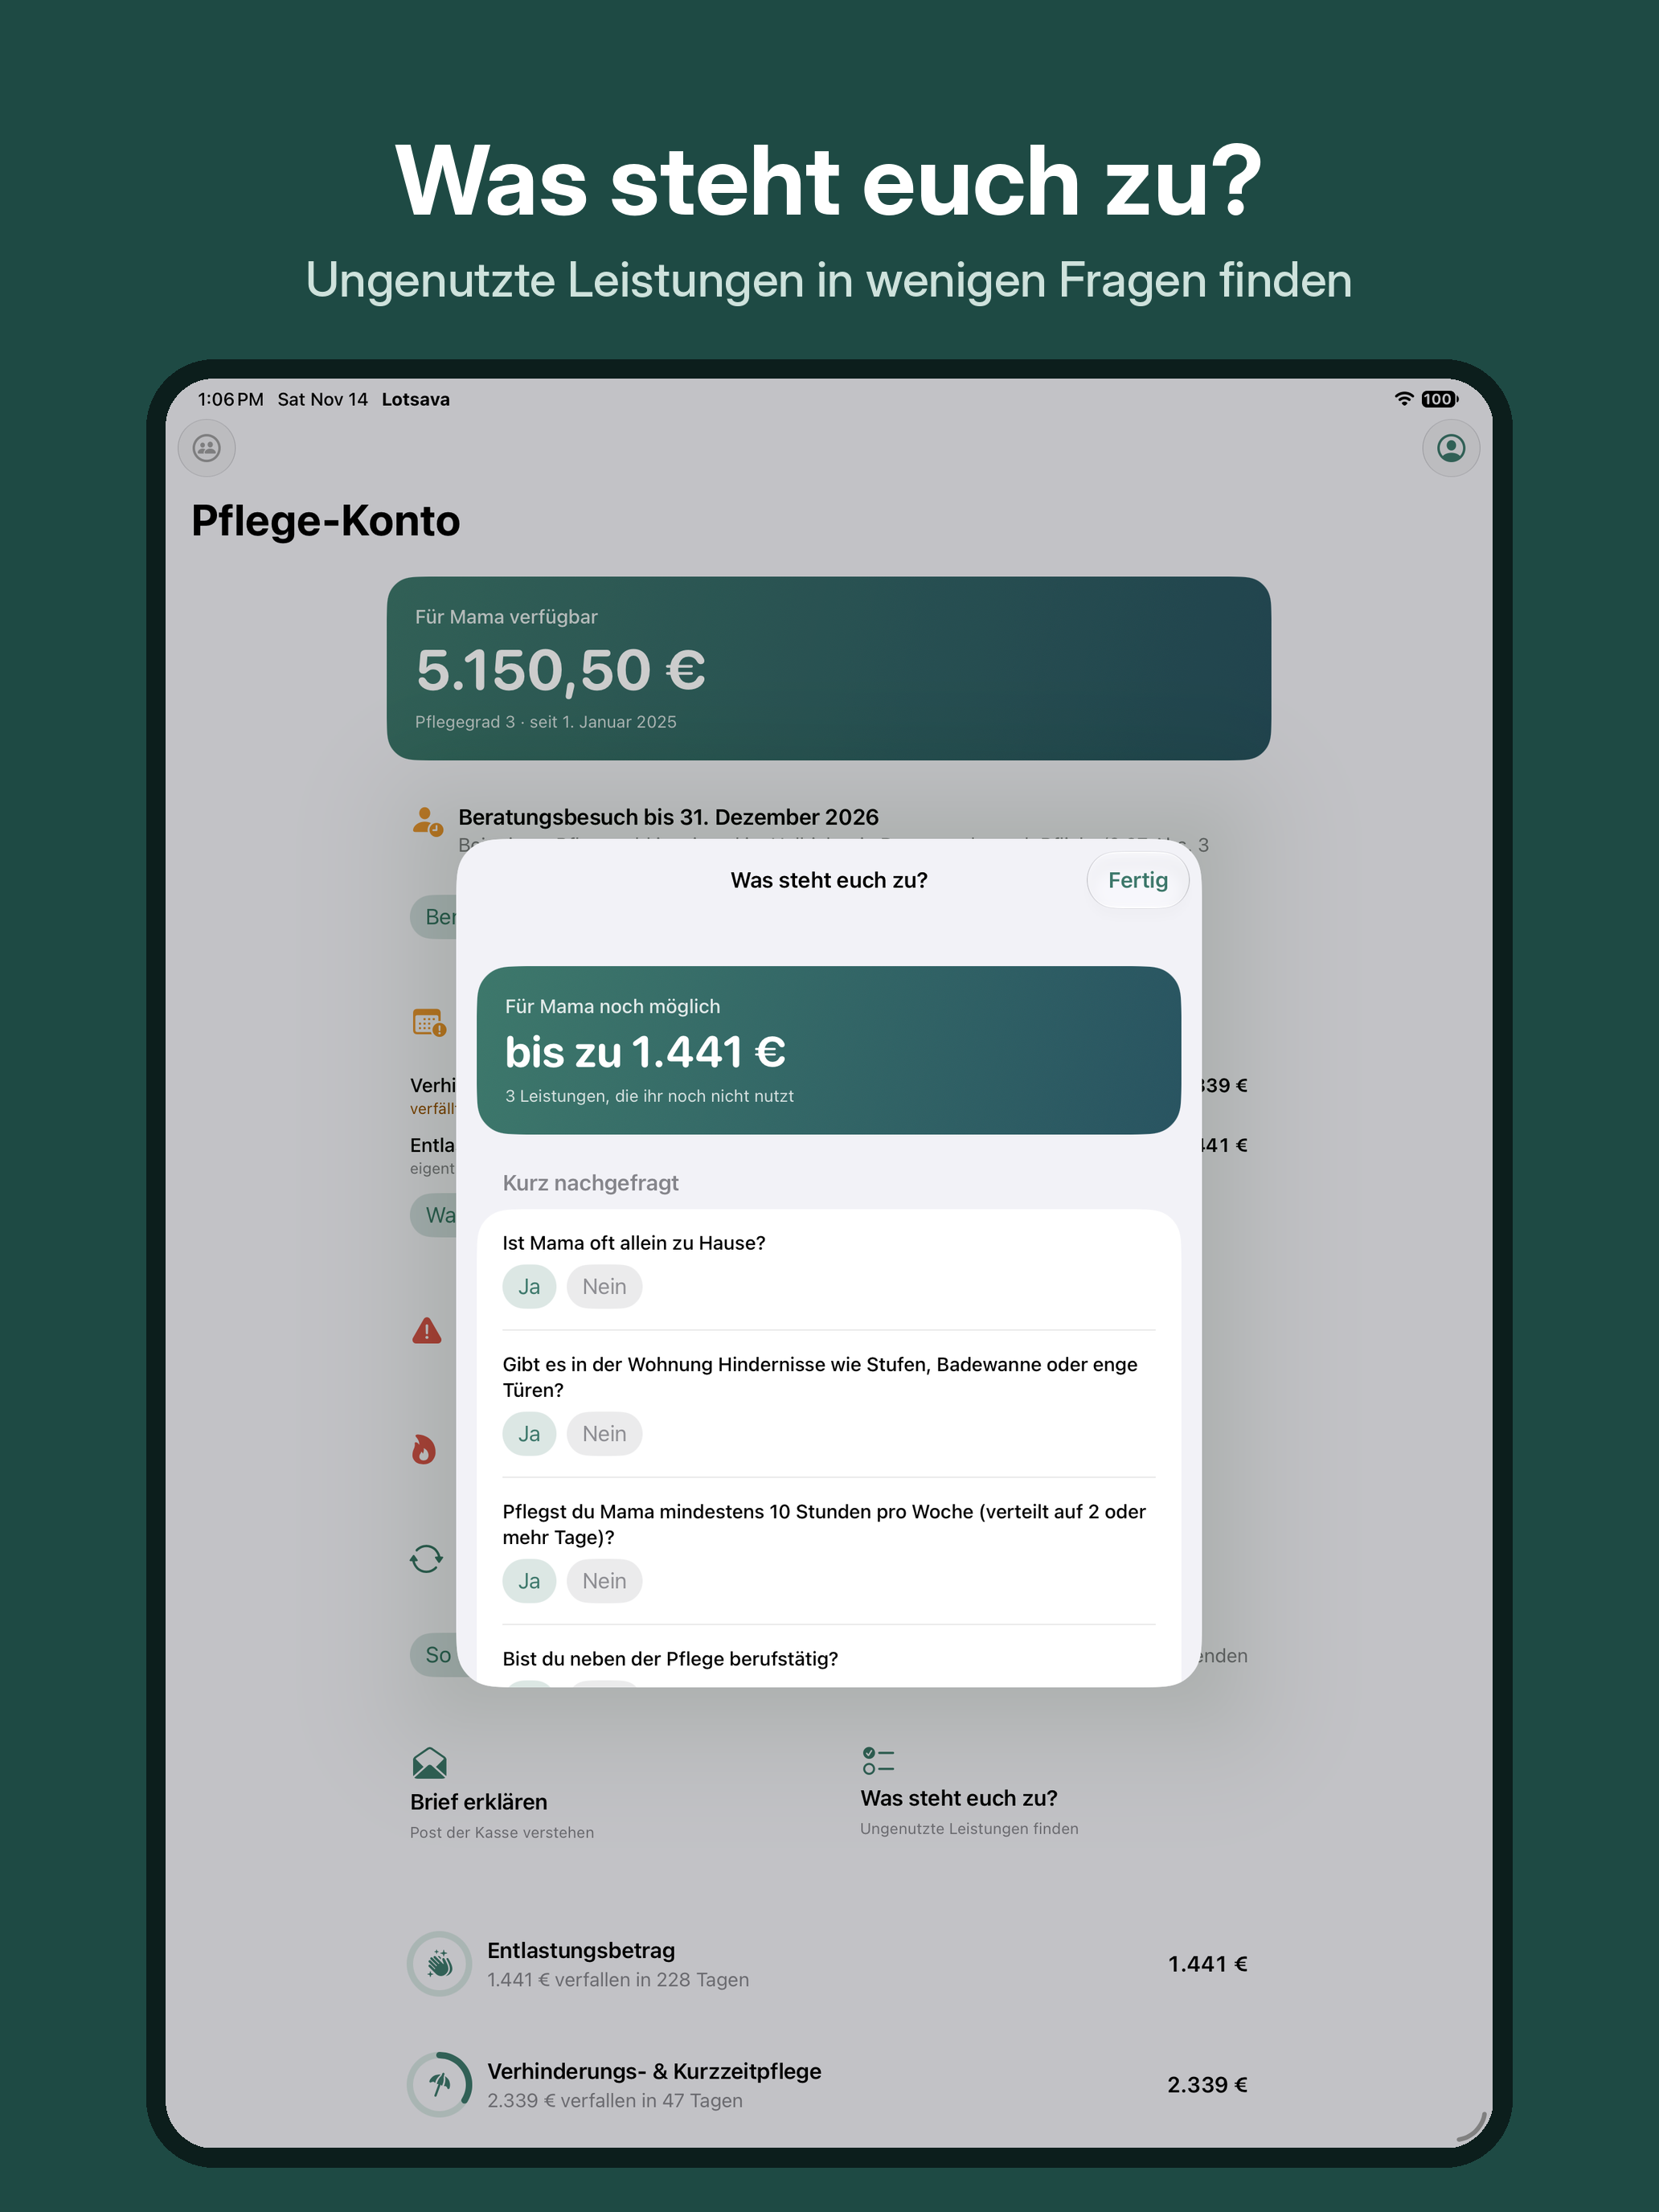 Was steht euch zu?
Ungenutzte Leistungen in wenigen Fragen finden
1:06 PM Sat Nov 14 Lotsava
100
Pflege-Konto
Für Mama verfügbar
5.150,50 €
Pflegegrad 3 · seit 1. Januar 2025
Beratungsbesuch bis 31. Dezember 2026
Was steht euch zu?
Fertig
Für Mama noch möglich
bis zu 1.441 €
3 Leistungen, die ihr noch nicht nutzt
Kurz nachgefragt
Ist Mama oft allein zu Hause?
Ja Nein
Gibt es in der Wohnung Hindernisse wie Stufen, Badewanne oder enge
Türen?
Ja Nein
Pflegst du Mama mindestens 10 Stunden pro Woche (verteilt auf 2 oder
mehr Tage)?
Ja Nein
Bist du neben der Pflege berufstätig?
Brief erklären
Post der Kasse verstehen
Was steht euch zu?
Ungenutzte Leistungen finden
Entlastungsbetrag
1.441 € verfallen in 228 Tagen
1.441 €
Verhinderungs- & Kurzzeitpflege
2.339 € verfallen in 47 Tagen
2.339 €